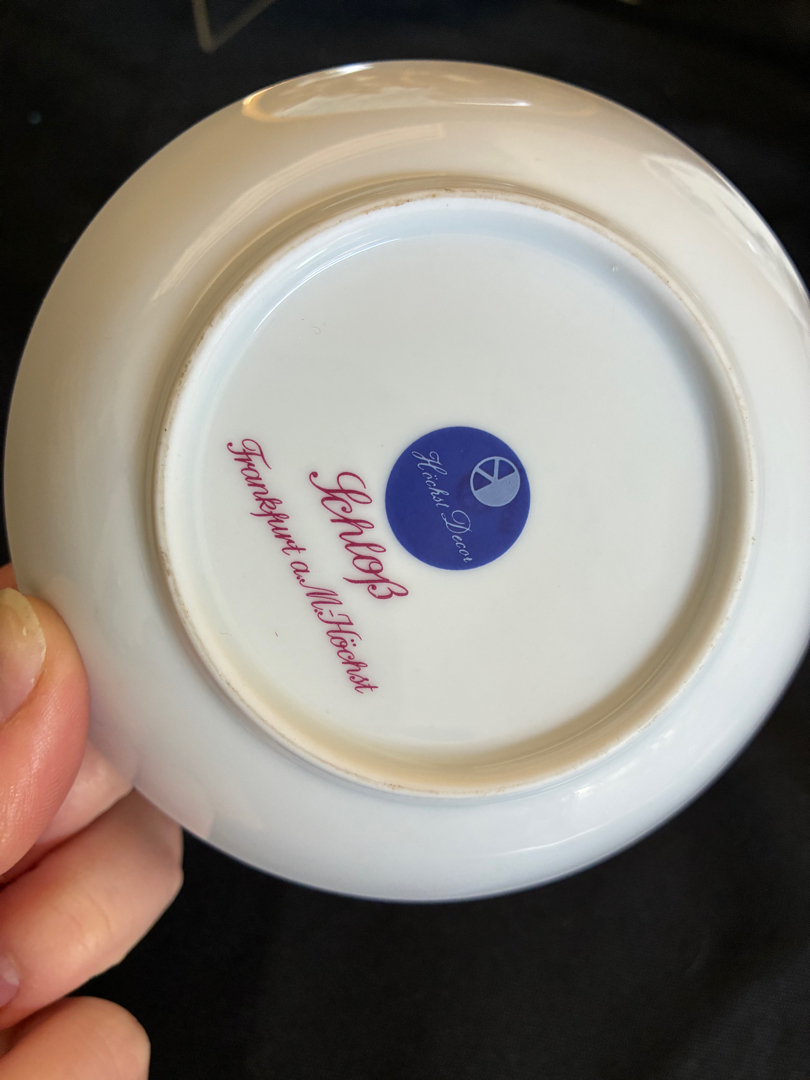 Höchst Decor
Schloß
Frankfurt a.M.-Höchst